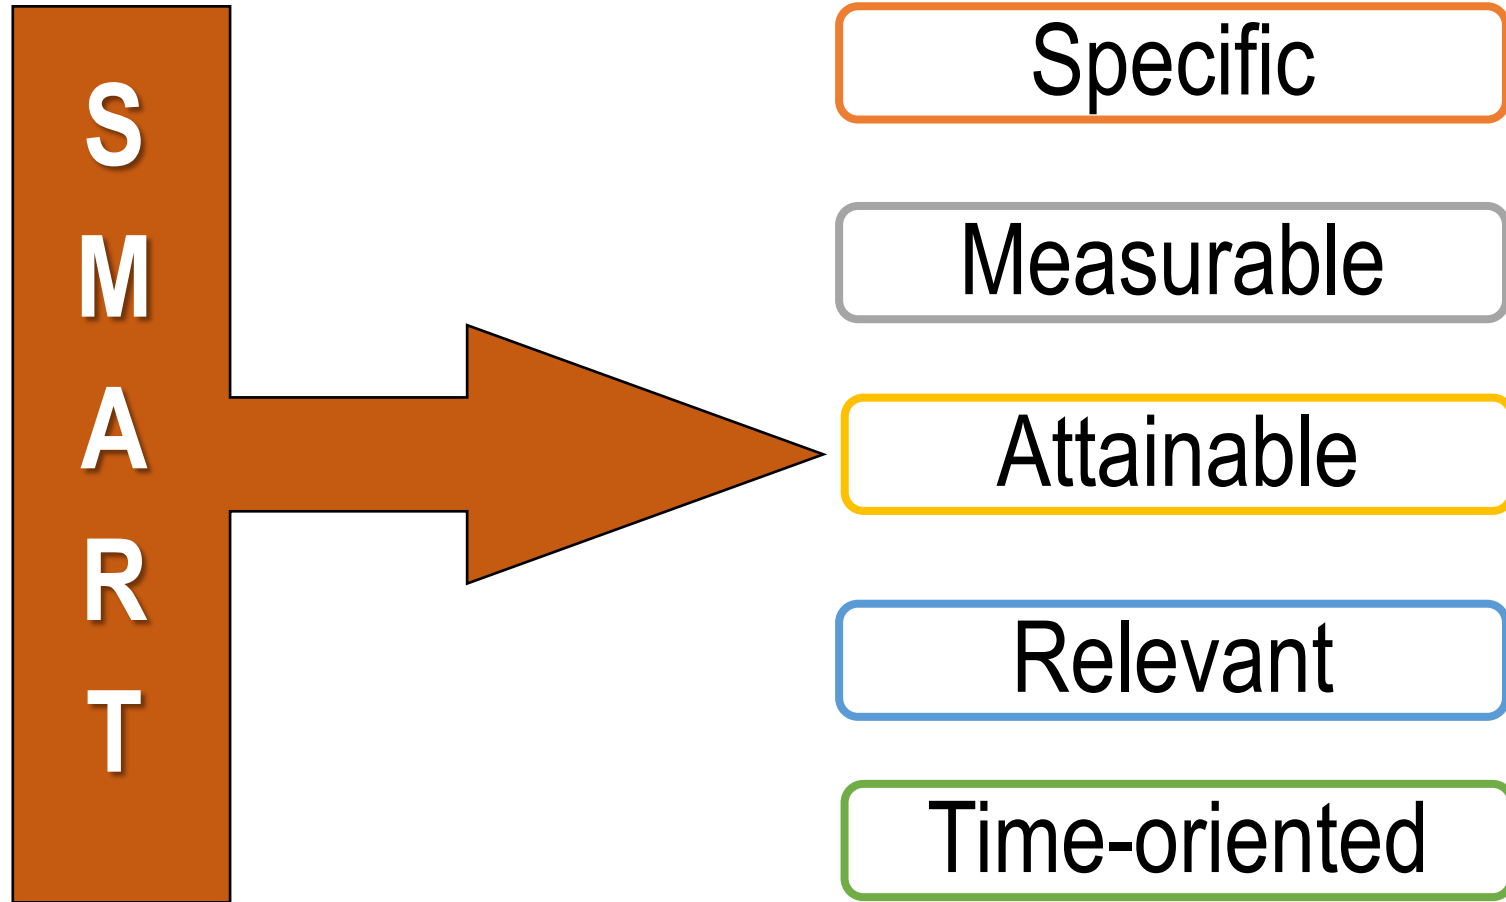 S
M
A
R
T
Specific
Measurable
Attainable
Relevant
Time-oriented